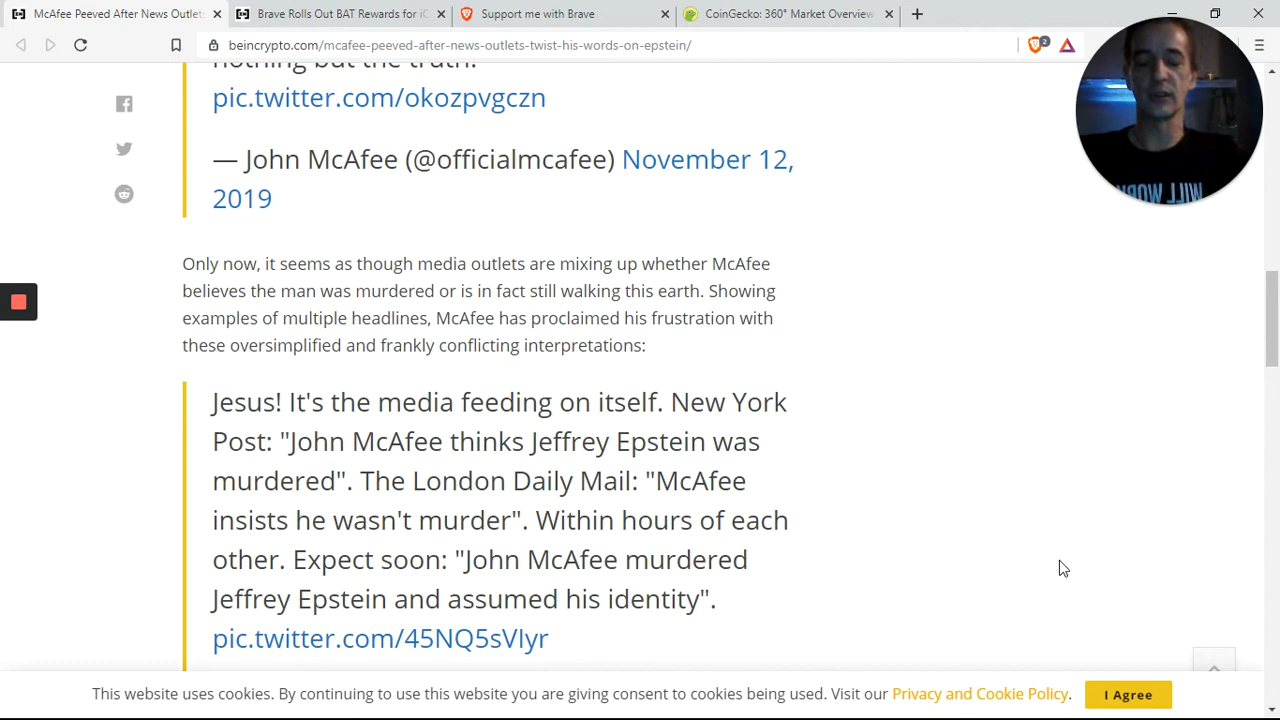 McAfee Peeved After News Outlet
Brave Rolls Out BAT Rewards for iO
Support me with Brave
CoinGecko: 360° Market Overview
beincrypto.com/mcafee-peeved-after-news-outlets-twist-his-words-on-epstein/
2
nothing but the truth.
pic.twitter.com/okozpvgczn
— John McAfee (@officialmcafee) November 12,
2019
WILL WORK
Only now, it seems as though media outlets are mixing up whether McAfee
believes the man was murdered or is in fact still walking this earth. Showing
examples of multiple headlines, McAfee has proclaimed his frustration with
these oversimplified and frankly conflicting interpretations:
Jesus! It's the media feeding on itself. New York
Post: "John McAfee thinks Jeffrey Epstein was
murdered". The London Daily Mail: "McAfee
insists he wasn't murder". Within hours of each
other. Expect soon: "John McAfee murdered
Jeffrey Epstein and assumed his identity".
pic.twitter.com/45NQ5sVIyr
This website uses cookies. By continuing to use this website you are giving consent to cookies being used. Visit our Privacy and Cookie Policy.
I Agree